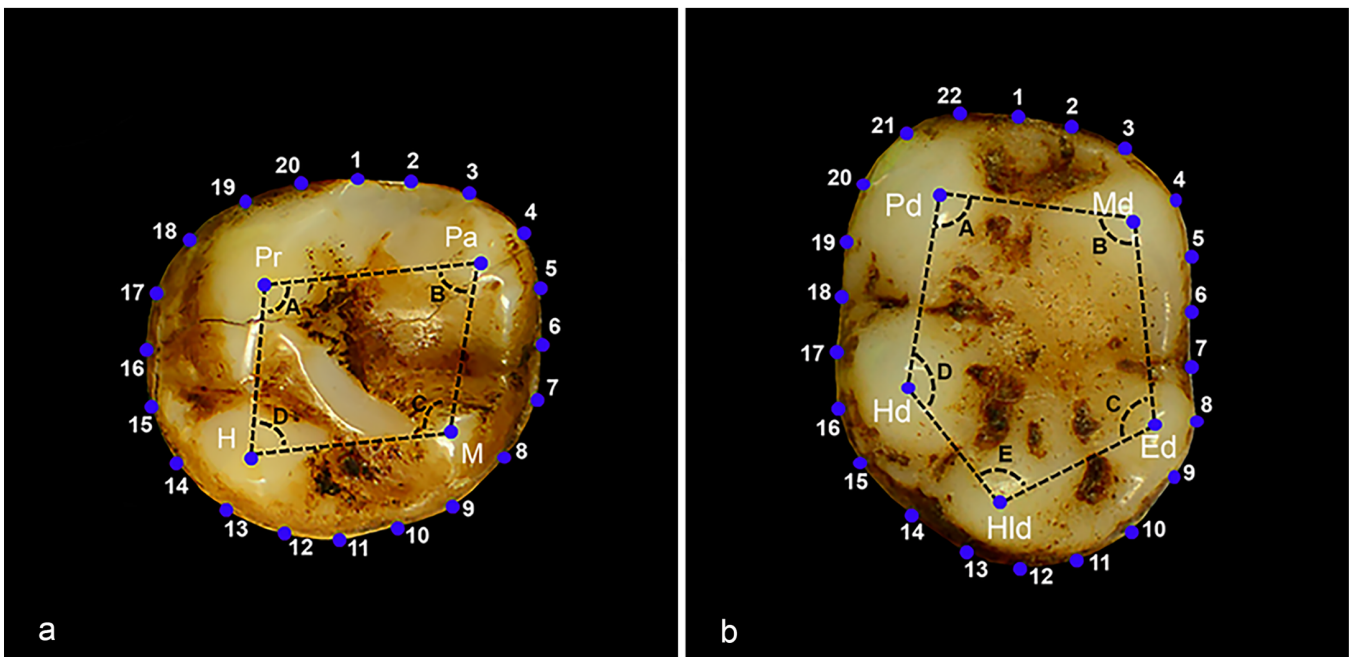 20 1 2 3
19 4
18 Pr Pa 5
17 A B 6
16 7
15 H D C M 8
14 9
13 12 11 10
a
22 1 2 3
21 4
20 Pd Md
19 A B 5
18 6
17 D 7
16 Hd C 8
E Ed
15 9
14 Hld 10
13 12 11
b